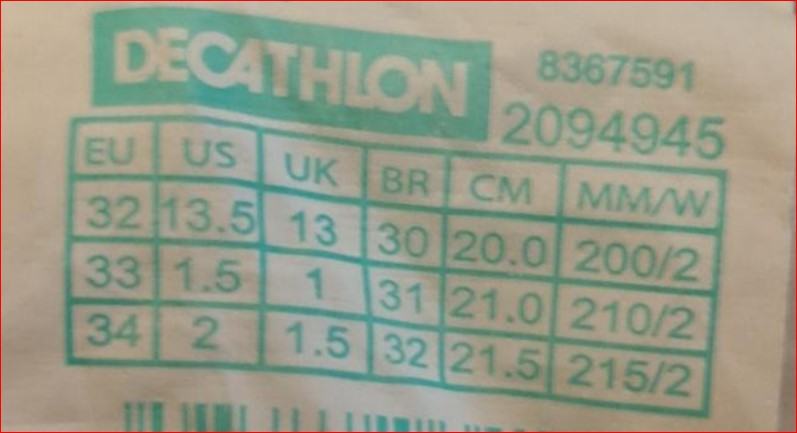 DECATHLON 8367591
2094945
EU US UK BR CM MM/W
32 13.5 13 30 20.0 200/2
33 1.5 1 31 21.0 210/2
34 2 1.5 32 21.5 215/2